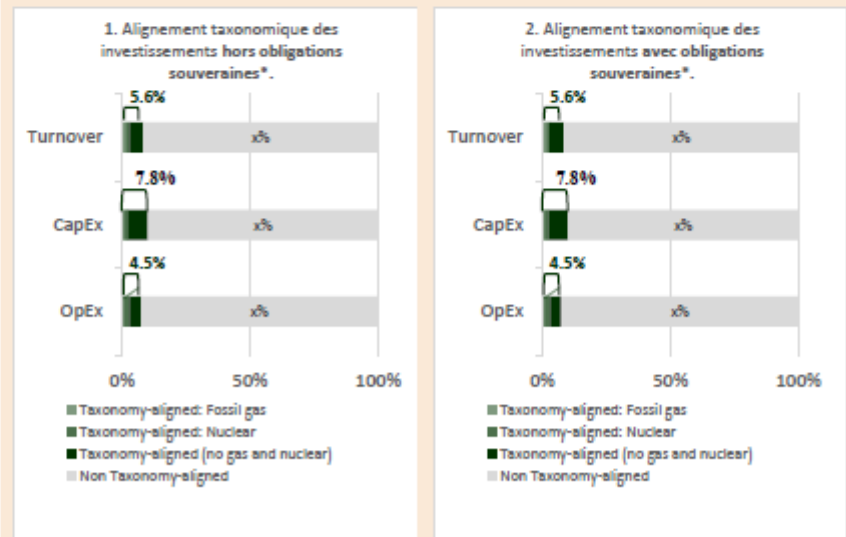 1. Alignement taxonomique des
investissements hors obligations
souveraines*.
5.6%
Turnover
x%
7.8%
CapEx
x%
4.5%
OpEx
x%
0%
50%
100%
Taxonomy-aligned: Fossil gas
Taxonomy-aligned: Nuclear
Taxonomy-aligned (no gas and nuclear)
Non Taxonomy-aligned
2. Alignement taxonomique des
investissements avec obligations
souveraines*.
5.6%
Turnover
x%
7.8%
CapEx
x%
4.5%
OpEx
x%
0%
50%
100%
Taxonomy-aligned: Fossil gas
Taxonomy-aligned: Nuclear
Taxonomy-aligned (no gas and nuclear)
Non Taxonomy-aligned